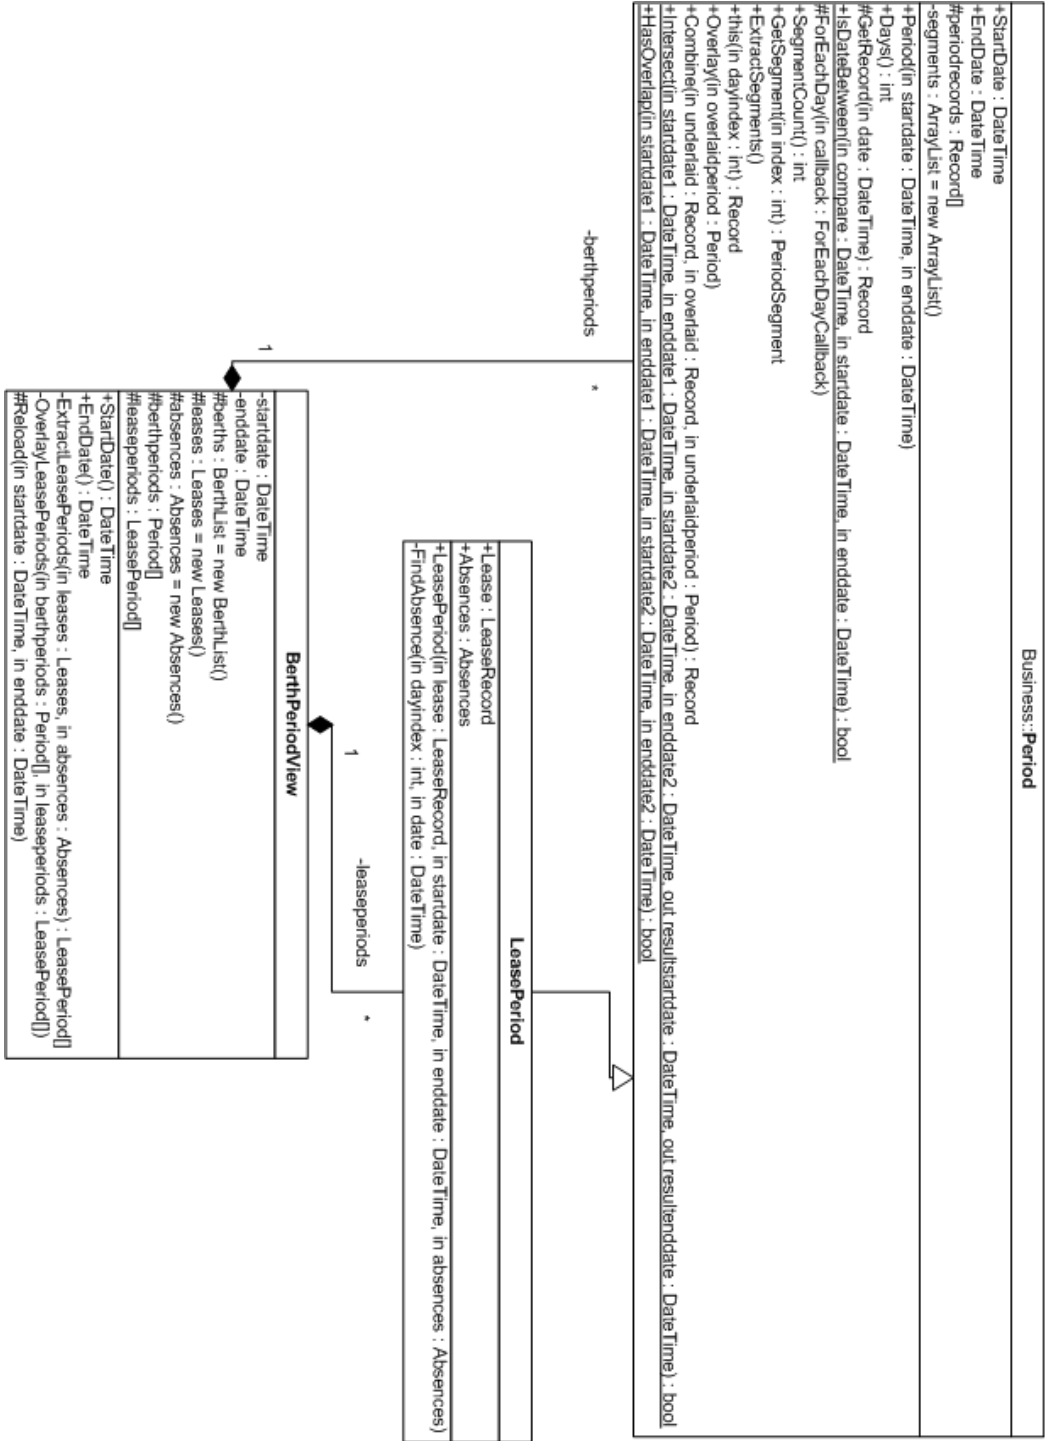 Business::Period
+StartDate : DateTime
+EndDate : DateTime
#periodrecords : Record[]
-segments : ArrayList = new ArrayList()
+Period(in startdate : DateTime, in enddate : DateTime)
+Days() : int
#GetRecord(in date : DateTime) : Record
+IsDateBetween(in compare : DateTime, in startdate : DateTime, in enddate : DateTime) : bool
#ForEachDay(in callback : ForEachDayCallback)
+SegmentCount() : int
+GetSegment(in index : int) : PeriodSegment
+ExtractSegments()
+this(in dayindex : int) : Record
+Overlay(in overlaidperiod : Period)
+Combine(in underlaid : Record, in overlaid : Record, in underlaidperiod : Period) : Record
+Intersect(in startdate1 : DateTime, in enddate1 : DateTime, in startdate2 : DateTime, in enddate2 : DateTime, out resultstartdate : DateTime, out resultenddate : DateTime) : bool
+HasOverlap(in startdate1 : DateTime, in enddate1 : DateTime, in startdate2 : DateTime, in enddate2 : DateTime) : bool
-berthperiods
*
1
LeasePeriod
+Lease : LeaseRecord
+Absences : Absences
+LeasePeriod(in lease : LeaseRecord, in startdate : DateTime, in enddate : DateTime, in absences : Absences)
-FindAbsence(in dayindex : int, in date : DateTime)
-leaseperiods
*
1
BerthPeriodView
-startdate : DateTime
-enddate : DateTime
#berths : BerthList = new BerthList()
#leases : Leases = new Leases()
#absences : Absences = new Absences()
#berthperiods : Period[]
#leaseperiods : LeasePeriod[]
+StartDate() : DateTime
+EndDate() : DateTime
-ExtractLeasePeriods(in leases : Leases, in absences : Absences) : LeasePeriod[]
-OverlayLeasePeriods(in berthperiods : Period[], in leaseperiods : LeasePeriod[])
#Reload(in startdate : DateTime, in enddate : DateTime)